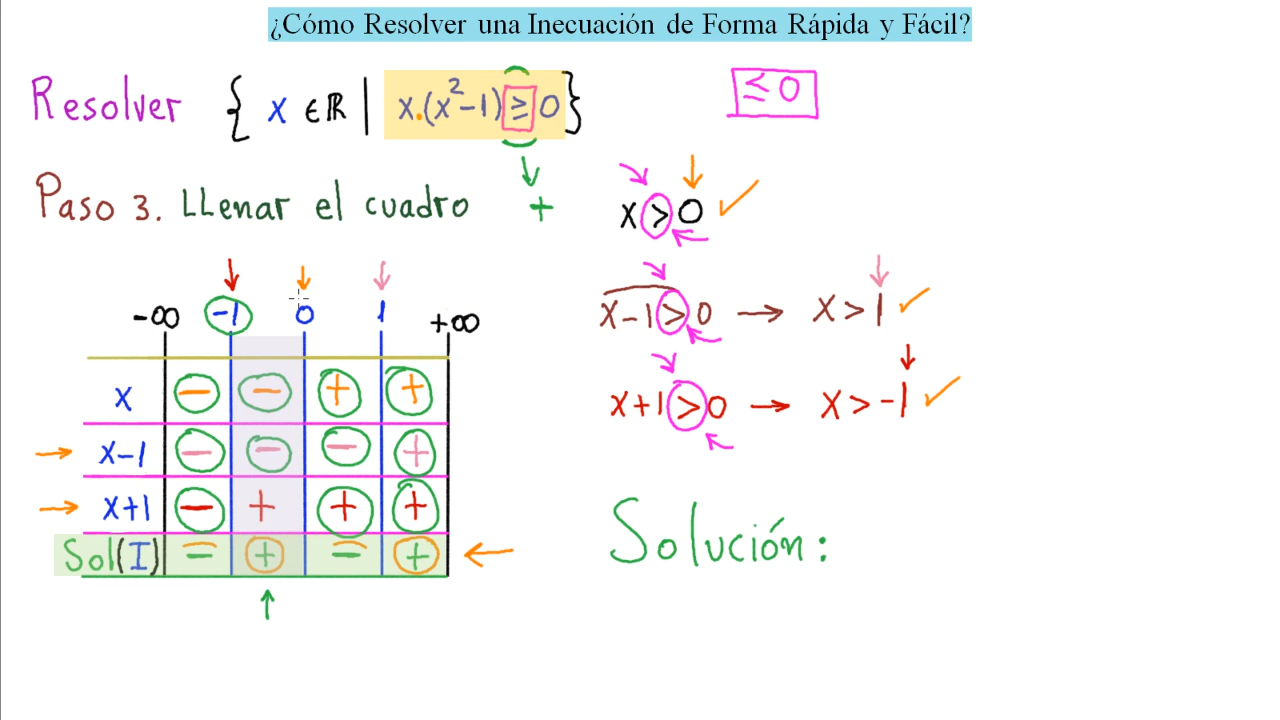 ¿Cómo Resolver una Inecuación de Forma Rápida y Fácil?
Resolver { x ∈ ℝ | x.(x²-1) ≥ 0 }
≤ 0
Paso 3. LLenar el cuadro +
x > 0
x-1 > 0 → x > 1
x+1 > 0 → x > -1
-∞ -1 0 1 +∞
x - - + +
x-1 - - - +
x+1 - + + +
Sol(I) - + - +
Solución: